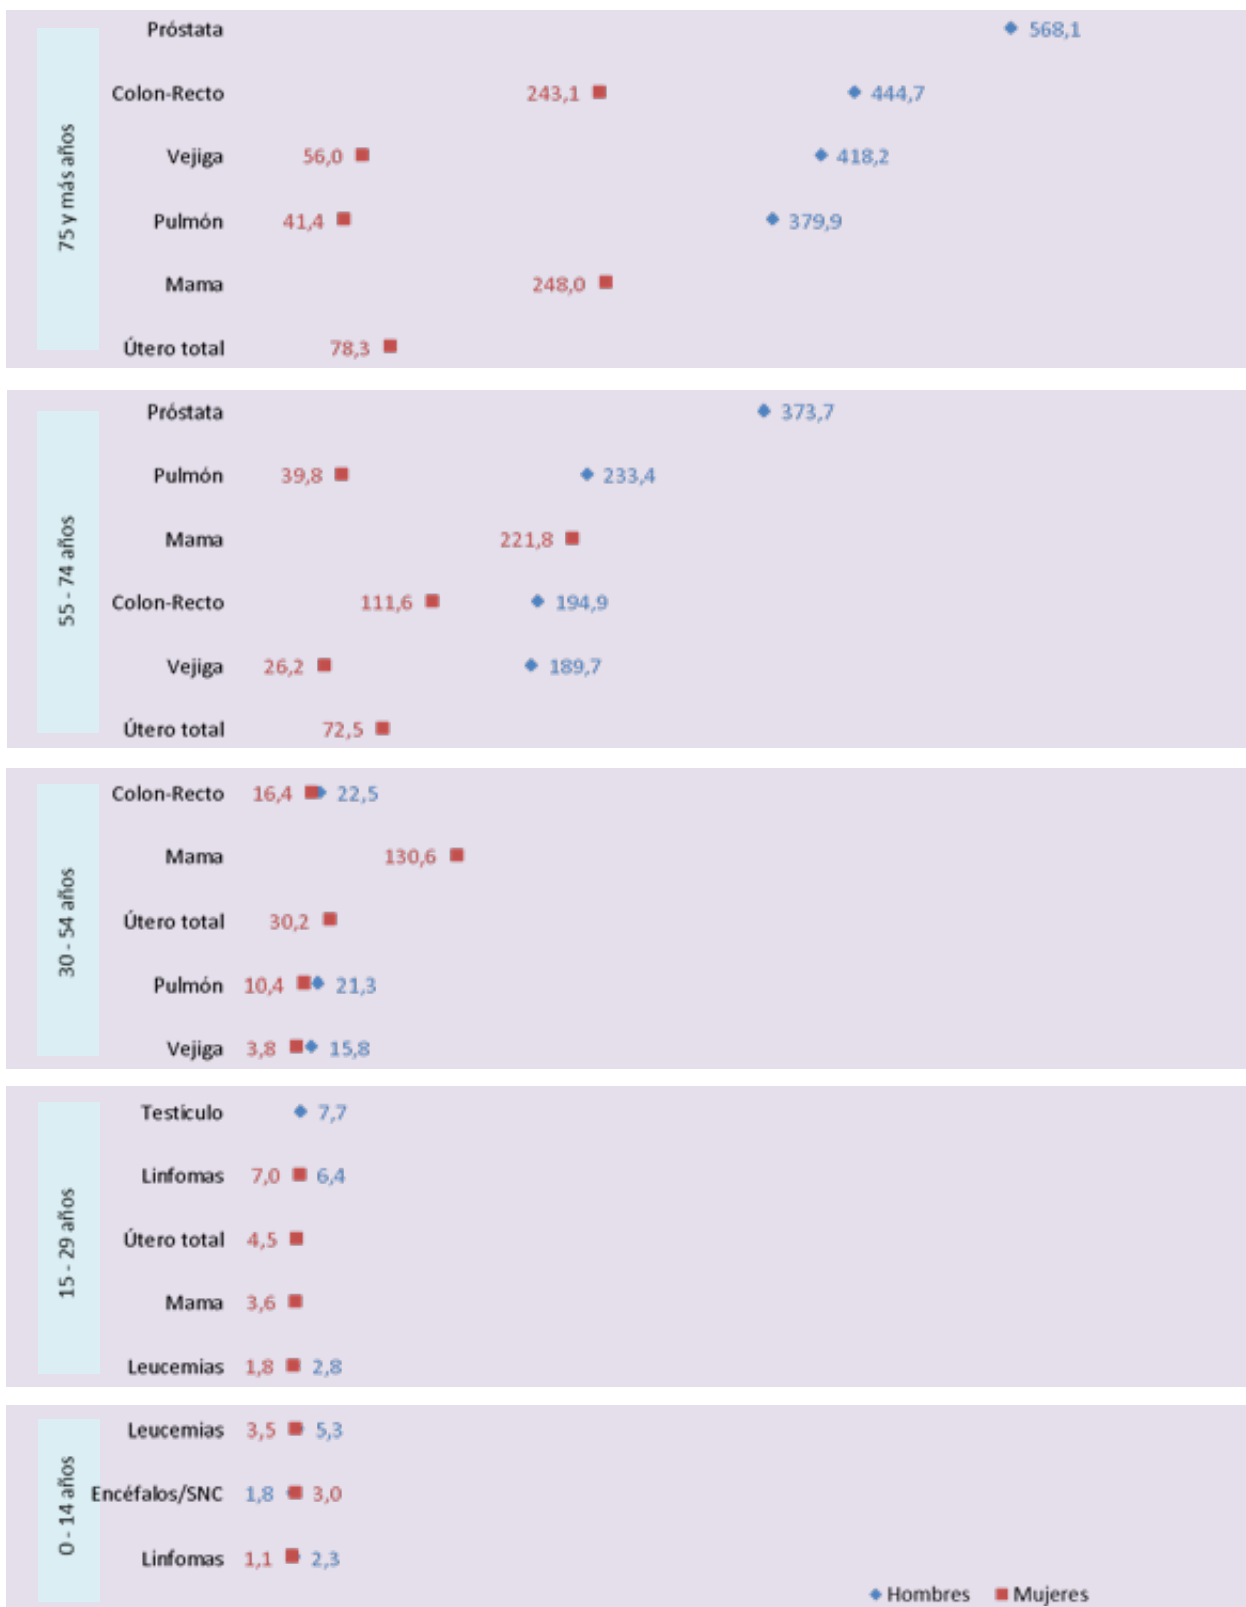 75 y más años
Próstata 568,1
Colon-Recto 243,1 444,7
Vejiga 56,0 418,2
Pulmón 41,4 379,9
Mama 248,0
Útero total 78,3
55 - 74 años
Próstata 373,7
Pulmón 39,8 233,4
Mama 221,8
Colon-Recto 111,6 194,9
Vejiga 26,2 189,7
Útero total 72,5
30 - 54 años
Colon-Recto 16,4 22,5
Mama 130,6
Útero total 30,2
Pulmón 10,4 21,3
Vejiga 3,8 15,8
15 - 29 años
Testículo 7,7
Linfomas 7,0 6,4
Útero total 4,5
Mama 3,6
Leucemias 1,8 2,8
0 - 14 años
Leucemias 3,5 5,3
Encéfalos/SNC 1,8 3,0
Linfomas 1,1 2,3
Hombres Mujeres